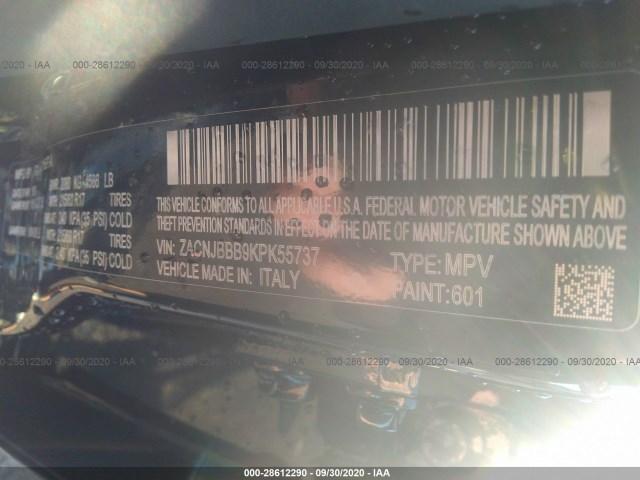 000-28612290 - 09/30/2020 - IAA
LB
TIRES
COLD
TIRES
COLD
THIS VEHICLE CONFORMS TO ALL APPLICABLE U.S.A. FEDERAL MOTOR VEHICLE SAFETY AND
THEFT PREVENTION STANDARDS IN EFFECT ON THE DATE OF MANUFACTURE SHOWN ABOVE
VIN: ZACNJBBB9KPK55737 TYPE: MPV
VEHICLE MADE IN: ITALY PAINT:601
000-28612290 - 09/30/2020 - IAA
000-28612290 - 09/30/2020 - IAA